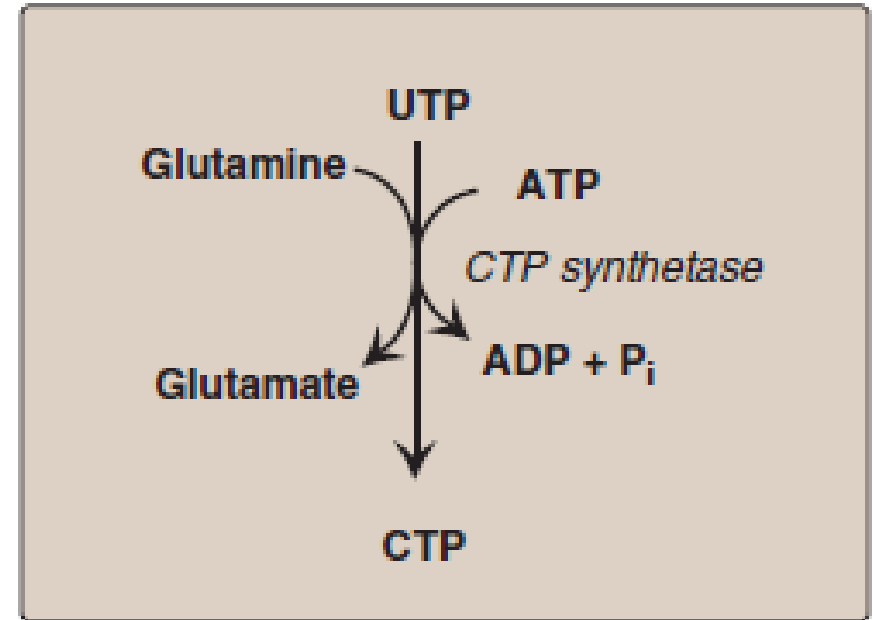 UTP
Glutamine
ATP
CTP synthetase
ADP + Pi
Glutamate
CTP